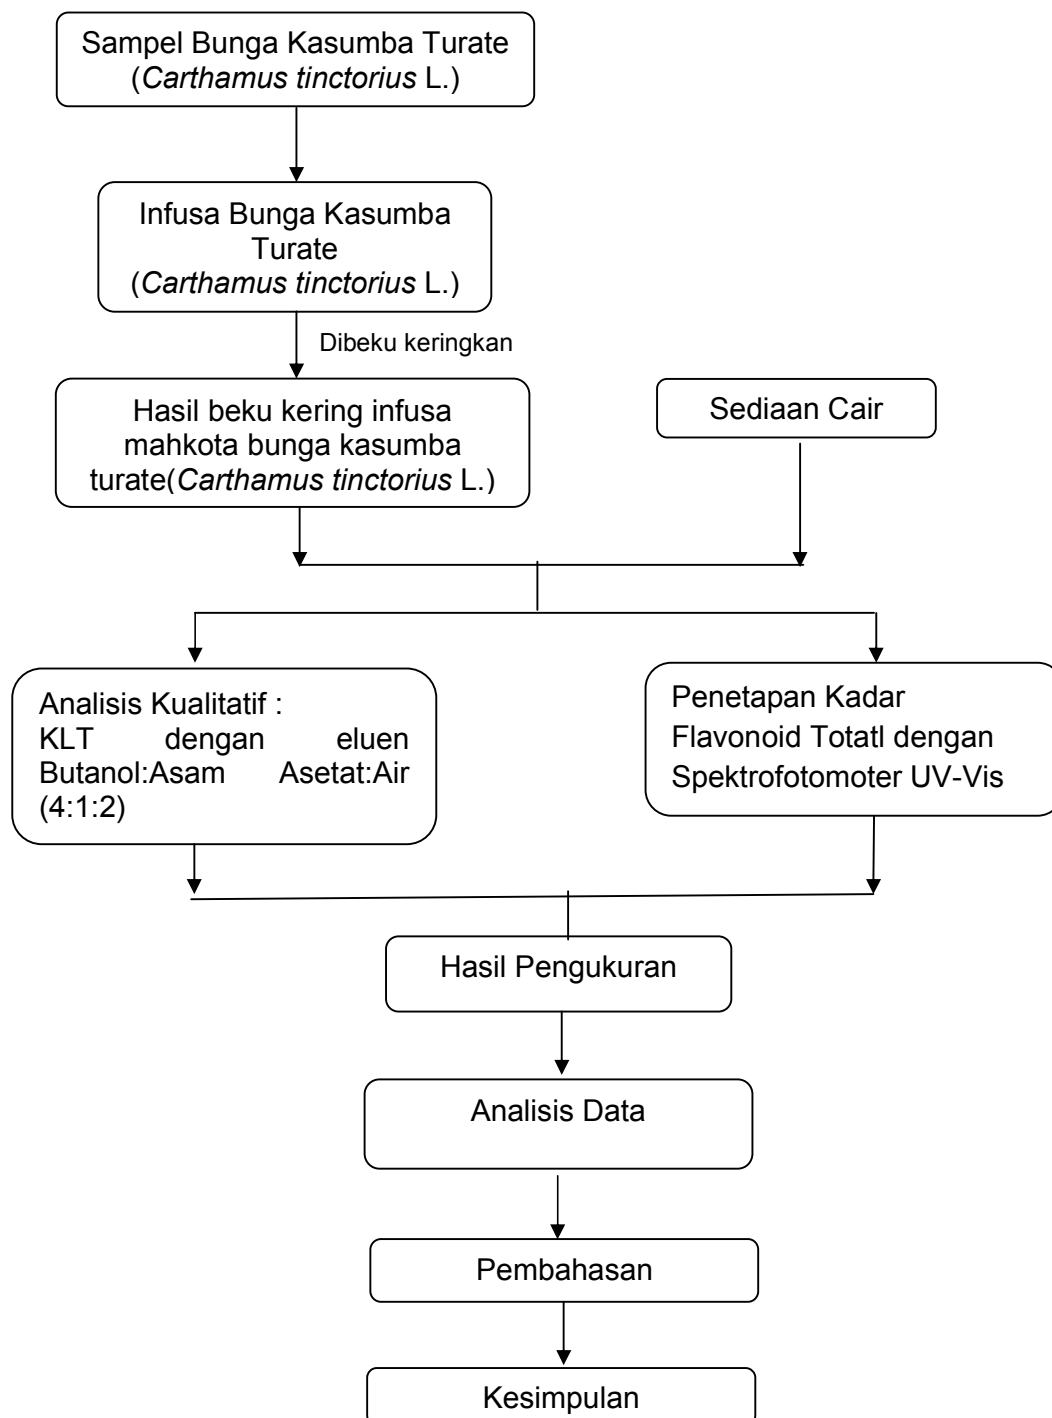 Sampel Bunga Kasumba Turate
(Carthamus tinctorius L.)
Infusa Bunga Kasumba
Turate
(Carthamus tinctorius L.)
Dibeku keringkan
Hasil beku kering infusa
mahkota bunga kasumba
turate(Carthamus tinctorius L.)
Sediaan Cair
Analisis Kualitatif :
KLT dengan eluen
Butanol:Asam Asetat:Air
(4:1:2)
Penetapan Kadar
Flavonoid Totatl dengan
Spektrofotomoter UV-Vis
Hasil Pengukuran
Analisis Data
Pembahasan
Kesimpulan